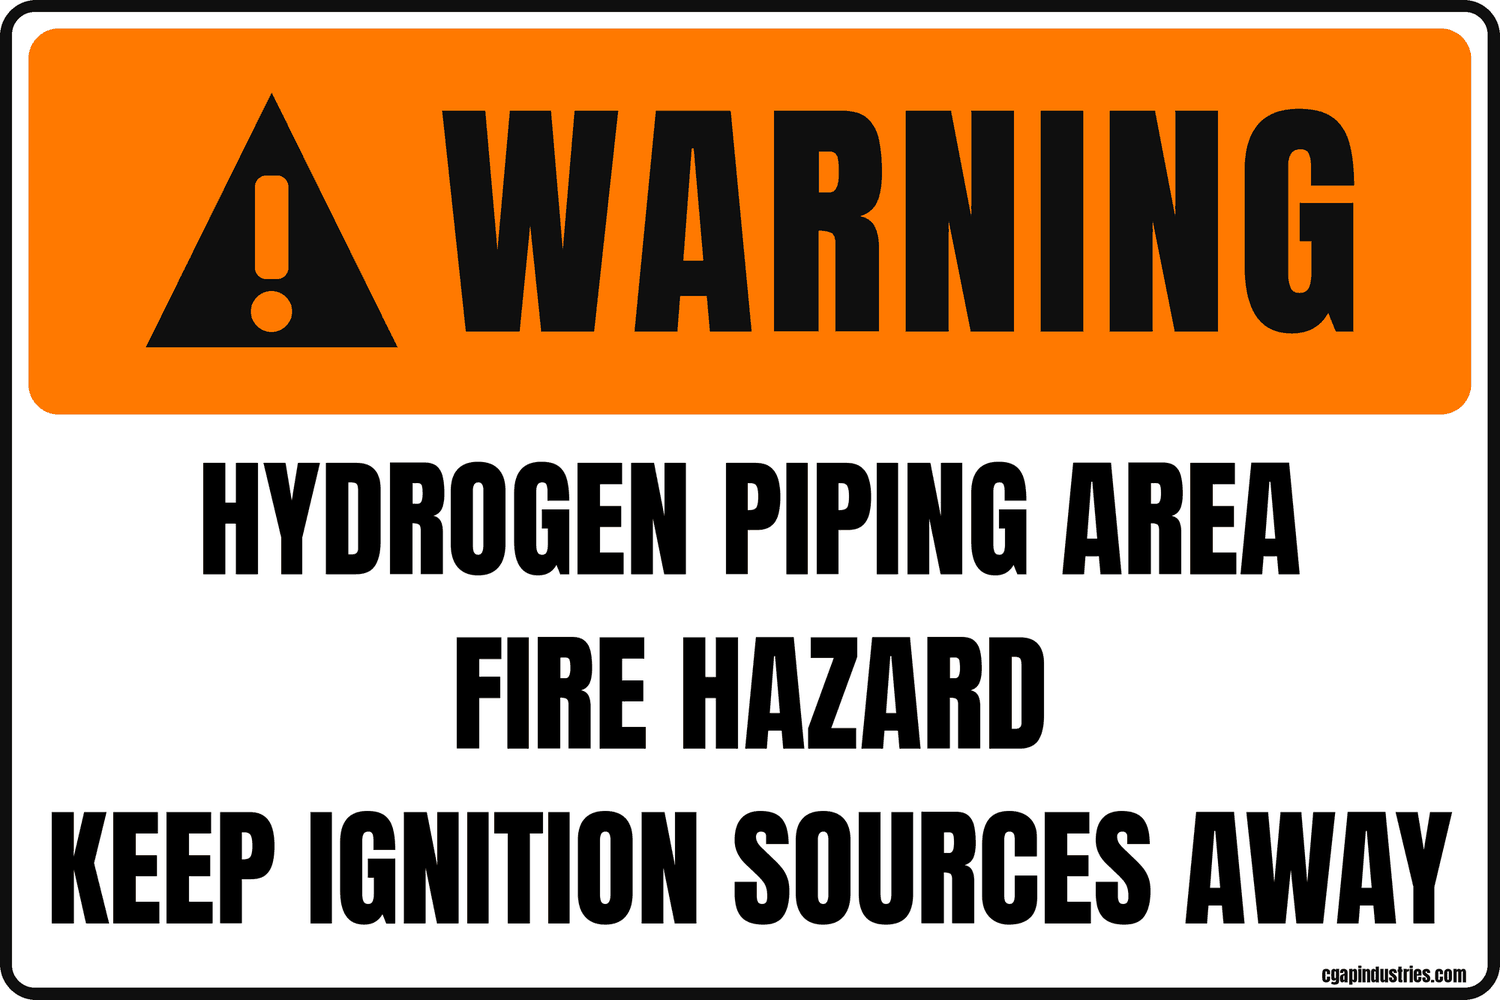 WARNING
HYDROGEN PIPING AREA
FIRE HAZARD
KEEP IGNITION SOURCES AWAY
cgapindustries.com